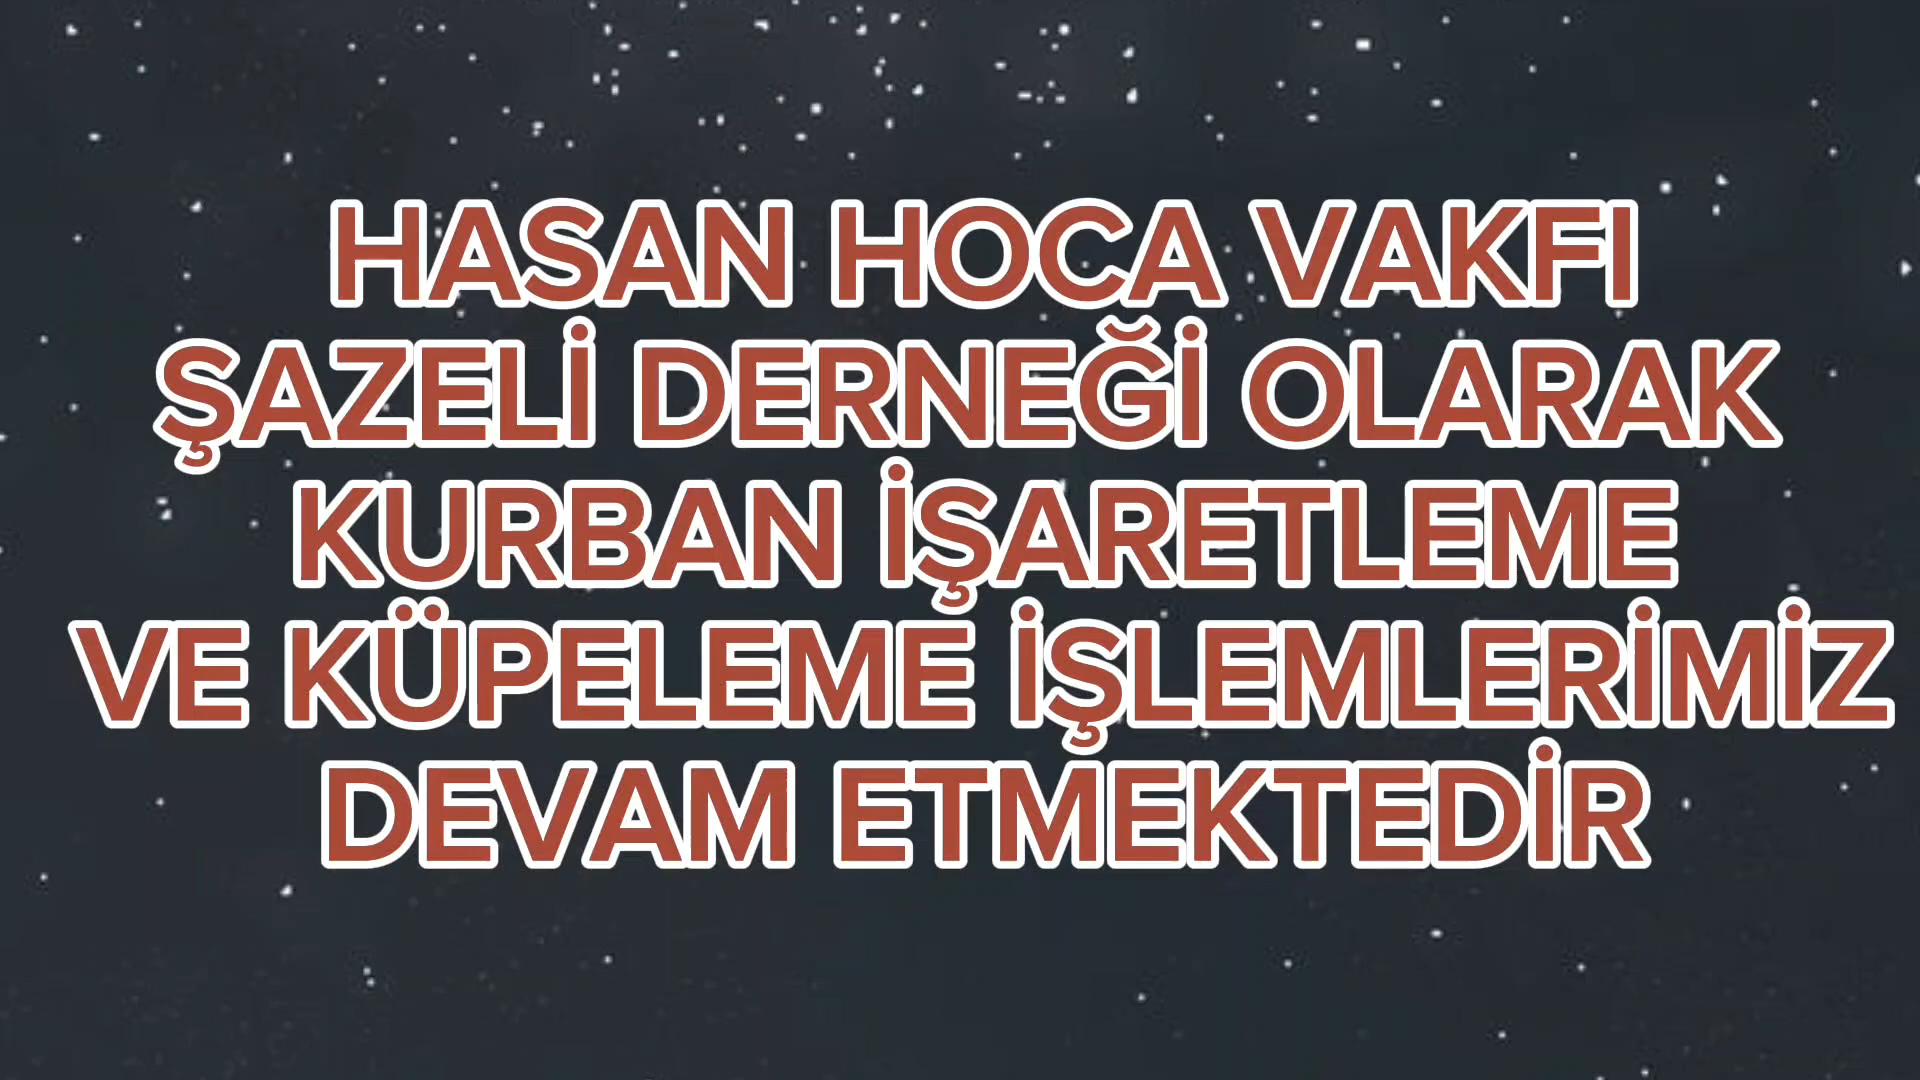 HASAN HOCA VAKFI
ŞAZELİ DERNEĞİ OLARAK
KURBAN İŞARETLEME
VE KÜPELEME İŞLEMLERİMİZ
DEVAM ETMEKTEDİR